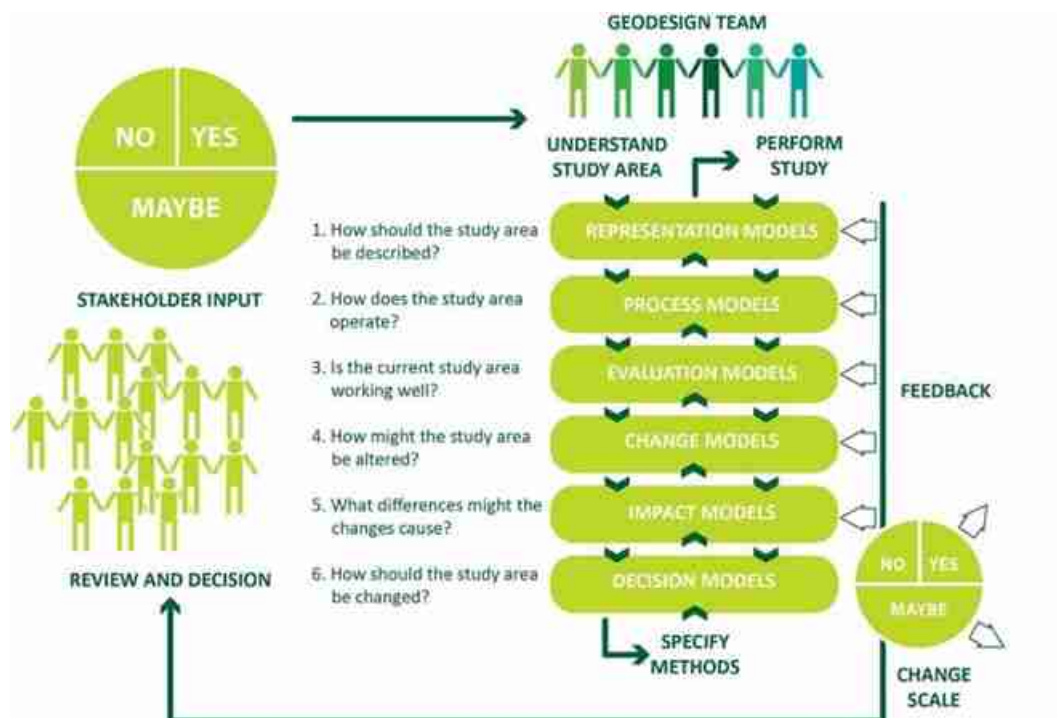 GEODESIGN TEAM
NO
YES
MAYBE
STAKEHOLDER INPUT
REVIEW AND DECISION
UNDERSTAND
STUDY AREA
PERFORM
STUDY
1. How should the study area
be described?
REPRESENTATION MODELS
2. How does the study area
operate?
PROCESS MODELS
3. Is the current study area
working well?
EVALUATION MODELS
4. How might the study area
be altered?
CHANGE MODELS
5. What differences might the
changes cause?
IMPACT MODELS
6. How should the study area
be changed?
DECISION MODELS
SPECIFY
METHODS
FEEDBACK
NO
YES
MAYBE
CHANGE
SCALE